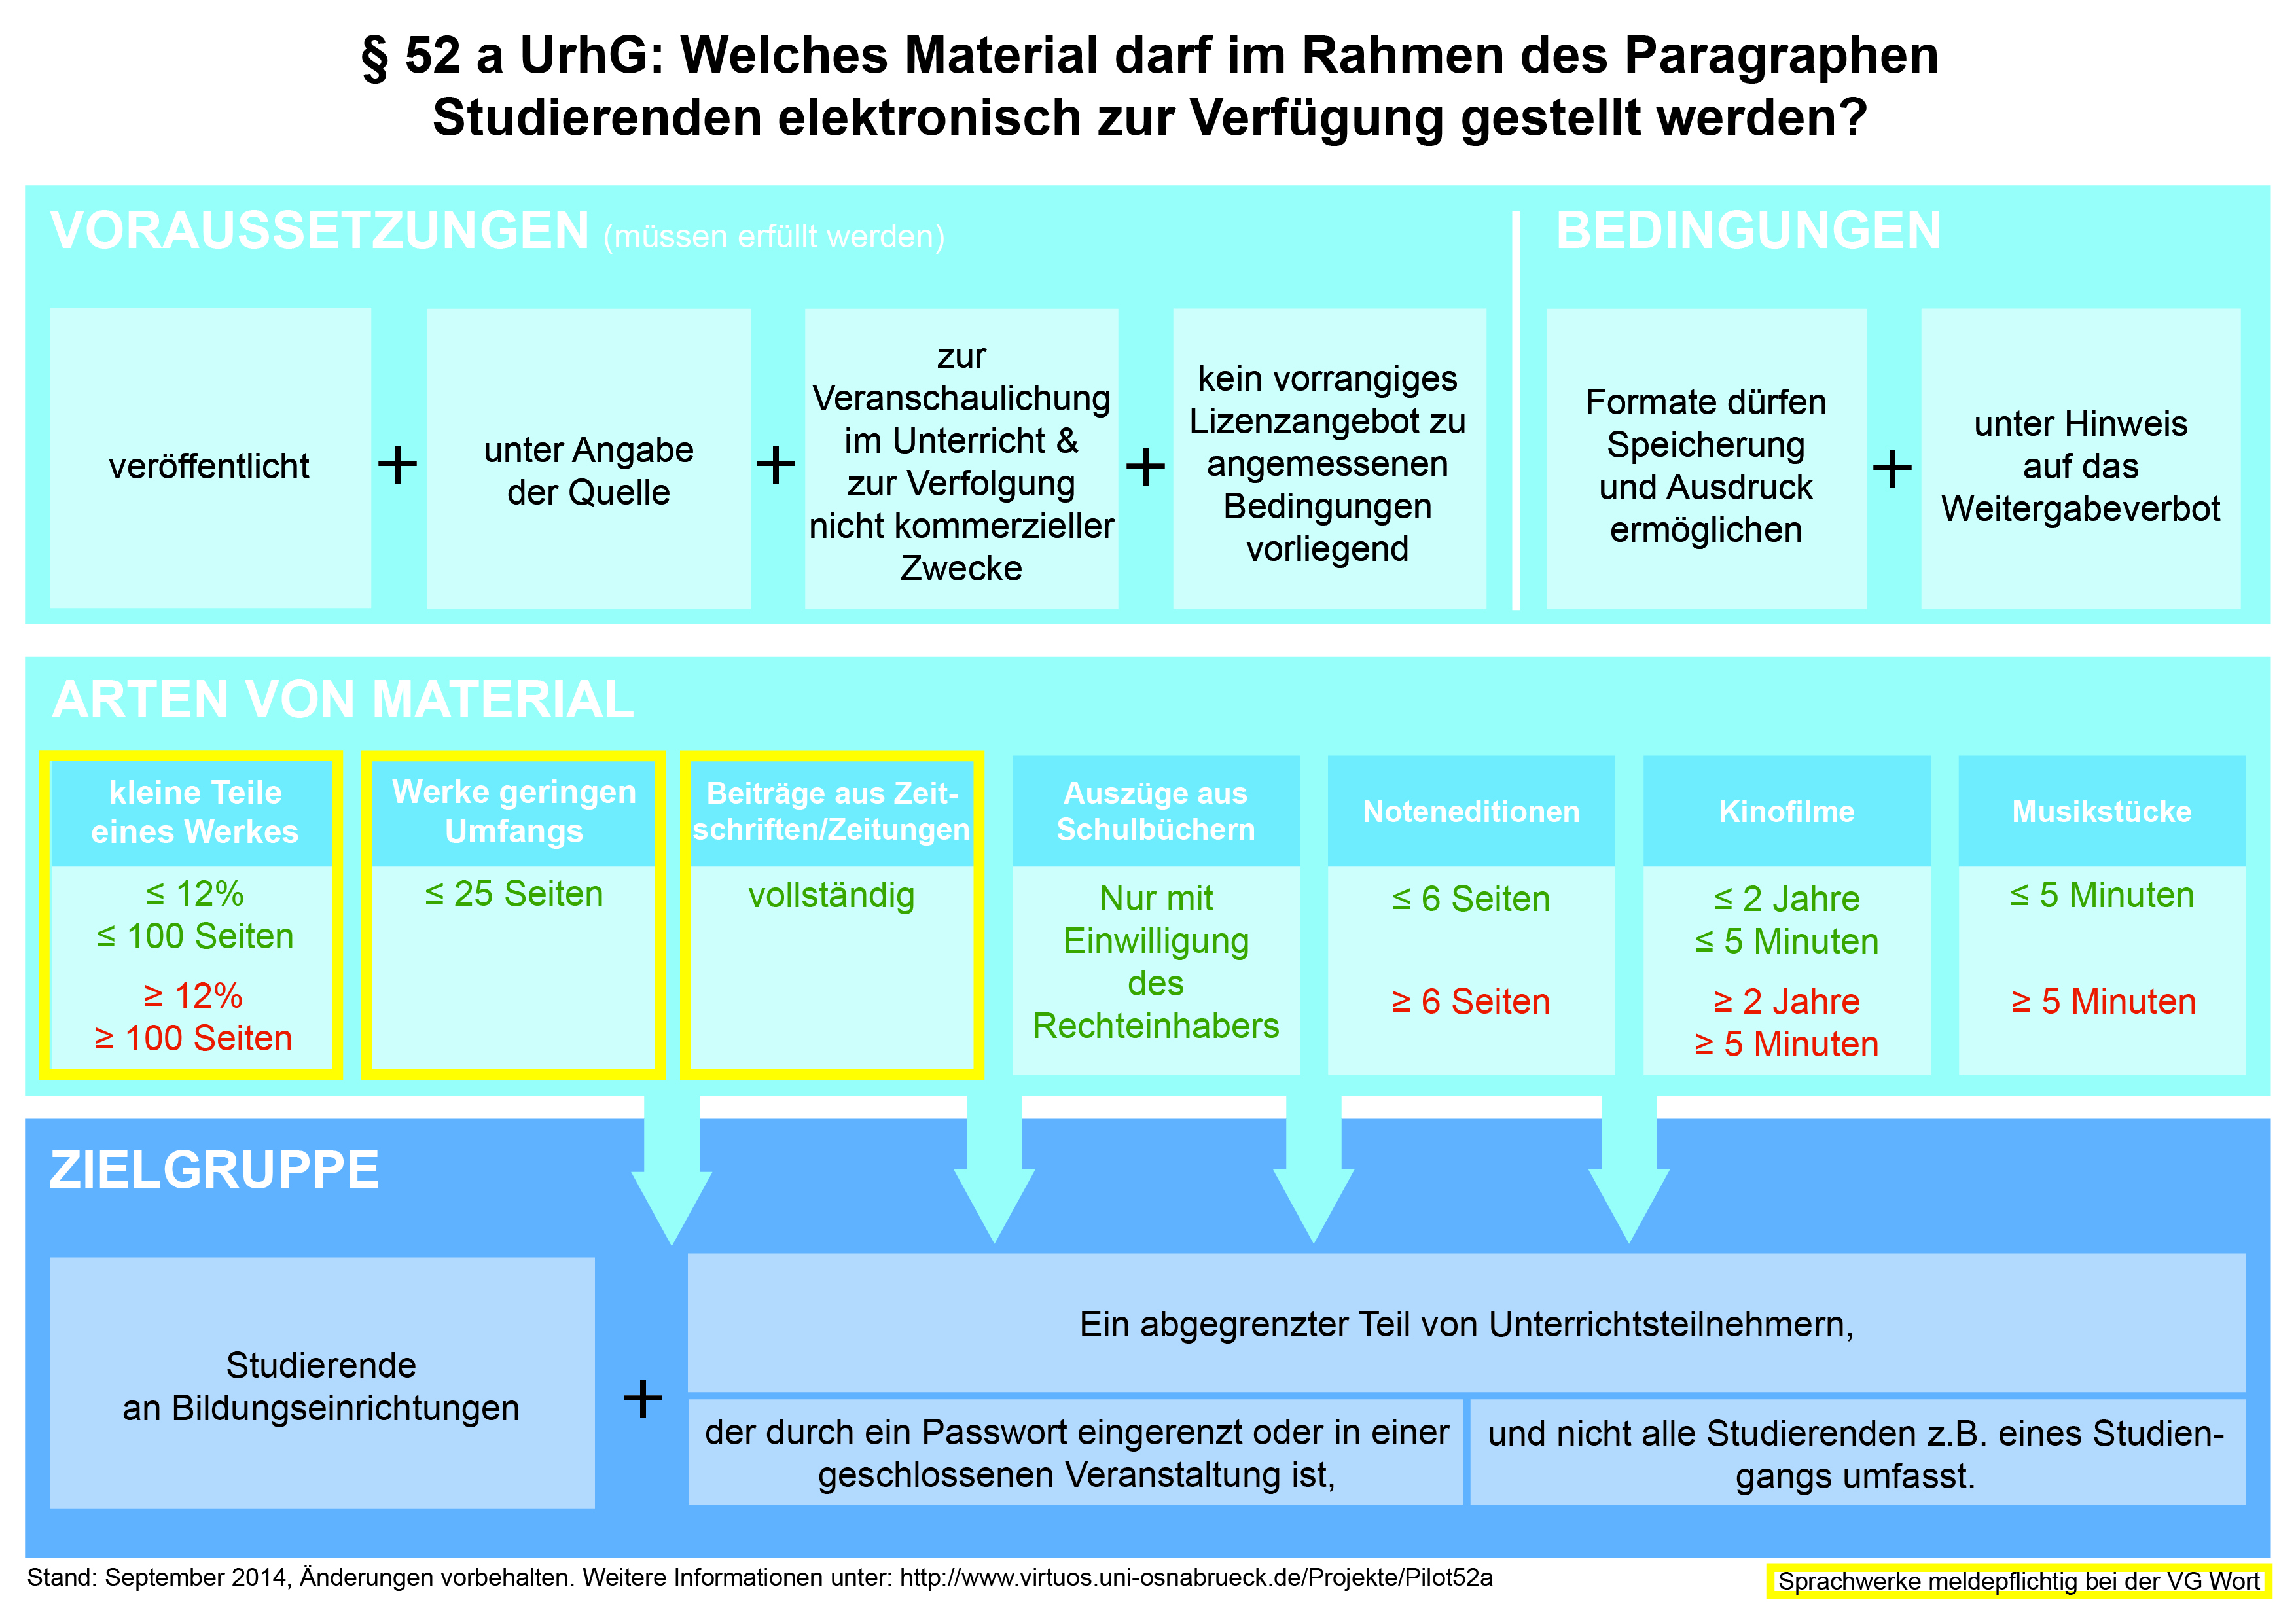 § 52 a UrhG: Welches Material darf im Rahmen des Paragraphen
Studierenden elektronisch zur Verfügung gestellt werden?
VORAUSSETZUNGEN (müssen erfüllt werden)
veröffentlicht
+
unter Angabe
der Quelle
+
zur
Veranschaulichung
im Unterricht &
zur Verfolgung
nicht kommerzieller
Zwecke
+
kein vorrangiges
Lizenzangebot zu
angemessenen
Bedingungen
vorliegend
BEDINGUNGEN
Formate dürfen
Speicherung
und Ausdruck
ermöglichen
+
unter Hinweis
auf das
Weitergabeverbot
ARTEN VON MATERIAL
kleine Teile
eines Werkes
≤ 12%
≤ 100 Seiten
≥ 12%
≥ 100 Seiten
Werke geringen
Umfangs
≤ 25 Seiten
Beiträge aus Zeit-
schriften/Zeitungen
vollständig
Auszüge aus
Schulbüchern
Nur mit
Einwilligung
des
Rechteinhabers
Noteneditionen
≤ 6 Seiten
≥ 6 Seiten
Kinofilme
≤ 2 Jahre
≤ 5 Minuten
≥ 2 Jahre
≥ 5 Minuten
Musikstücke
≤ 5 Minuten
≥ 5 Minuten
ZIELGRUPPE
Studierende
an Bildungseinrichtungen
+
Ein abgegrenzter Teil von Unterrichtsteilnehmern,
der durch ein Passwort eingerenzt oder in einer
geschlossenen Veranstaltung ist,
und nicht alle Studierenden z.B. eines Studien-
gangs umfasst.
Stand: September 2014, Änderungen vorbehalten. Weitere Informationen unter: http://www.virtuos.uni-osnabrueck.de/Projekte/Pilot52a
Sprachwerke meldepflichtig bei der VG Wort